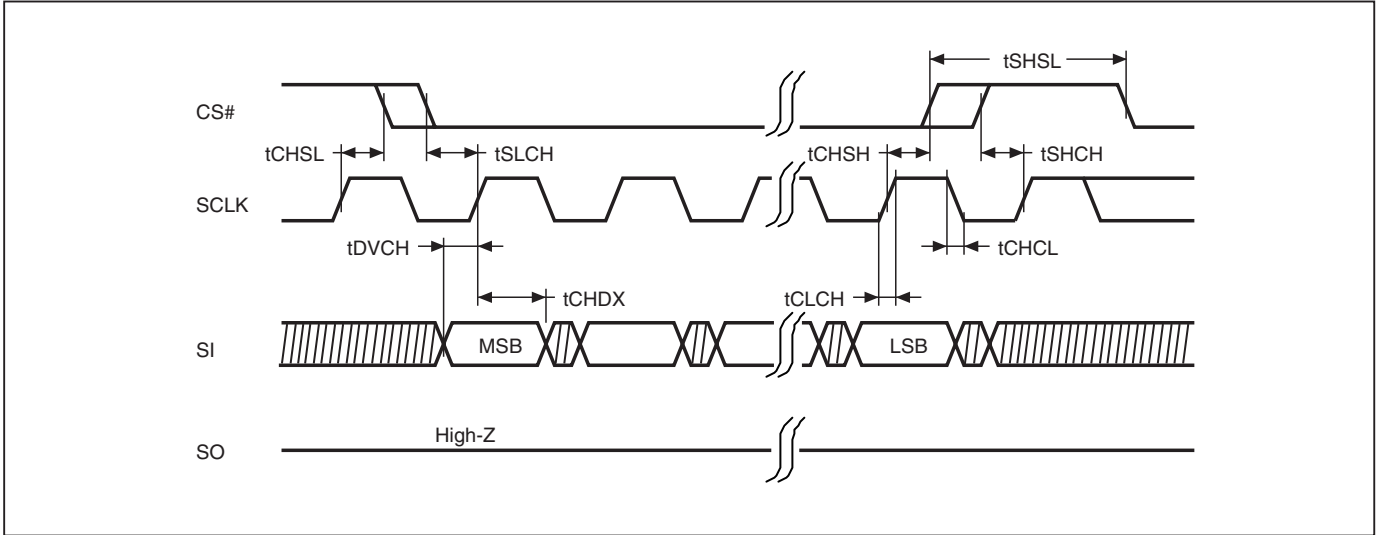 tSHSL
CS#
tCHSL
tSLCH
tCHSH
tSHCH
SCLK
tDVCH
tCHCL
tCHDX
tCLCH
SI
MSB
LSB
High-Z
SO